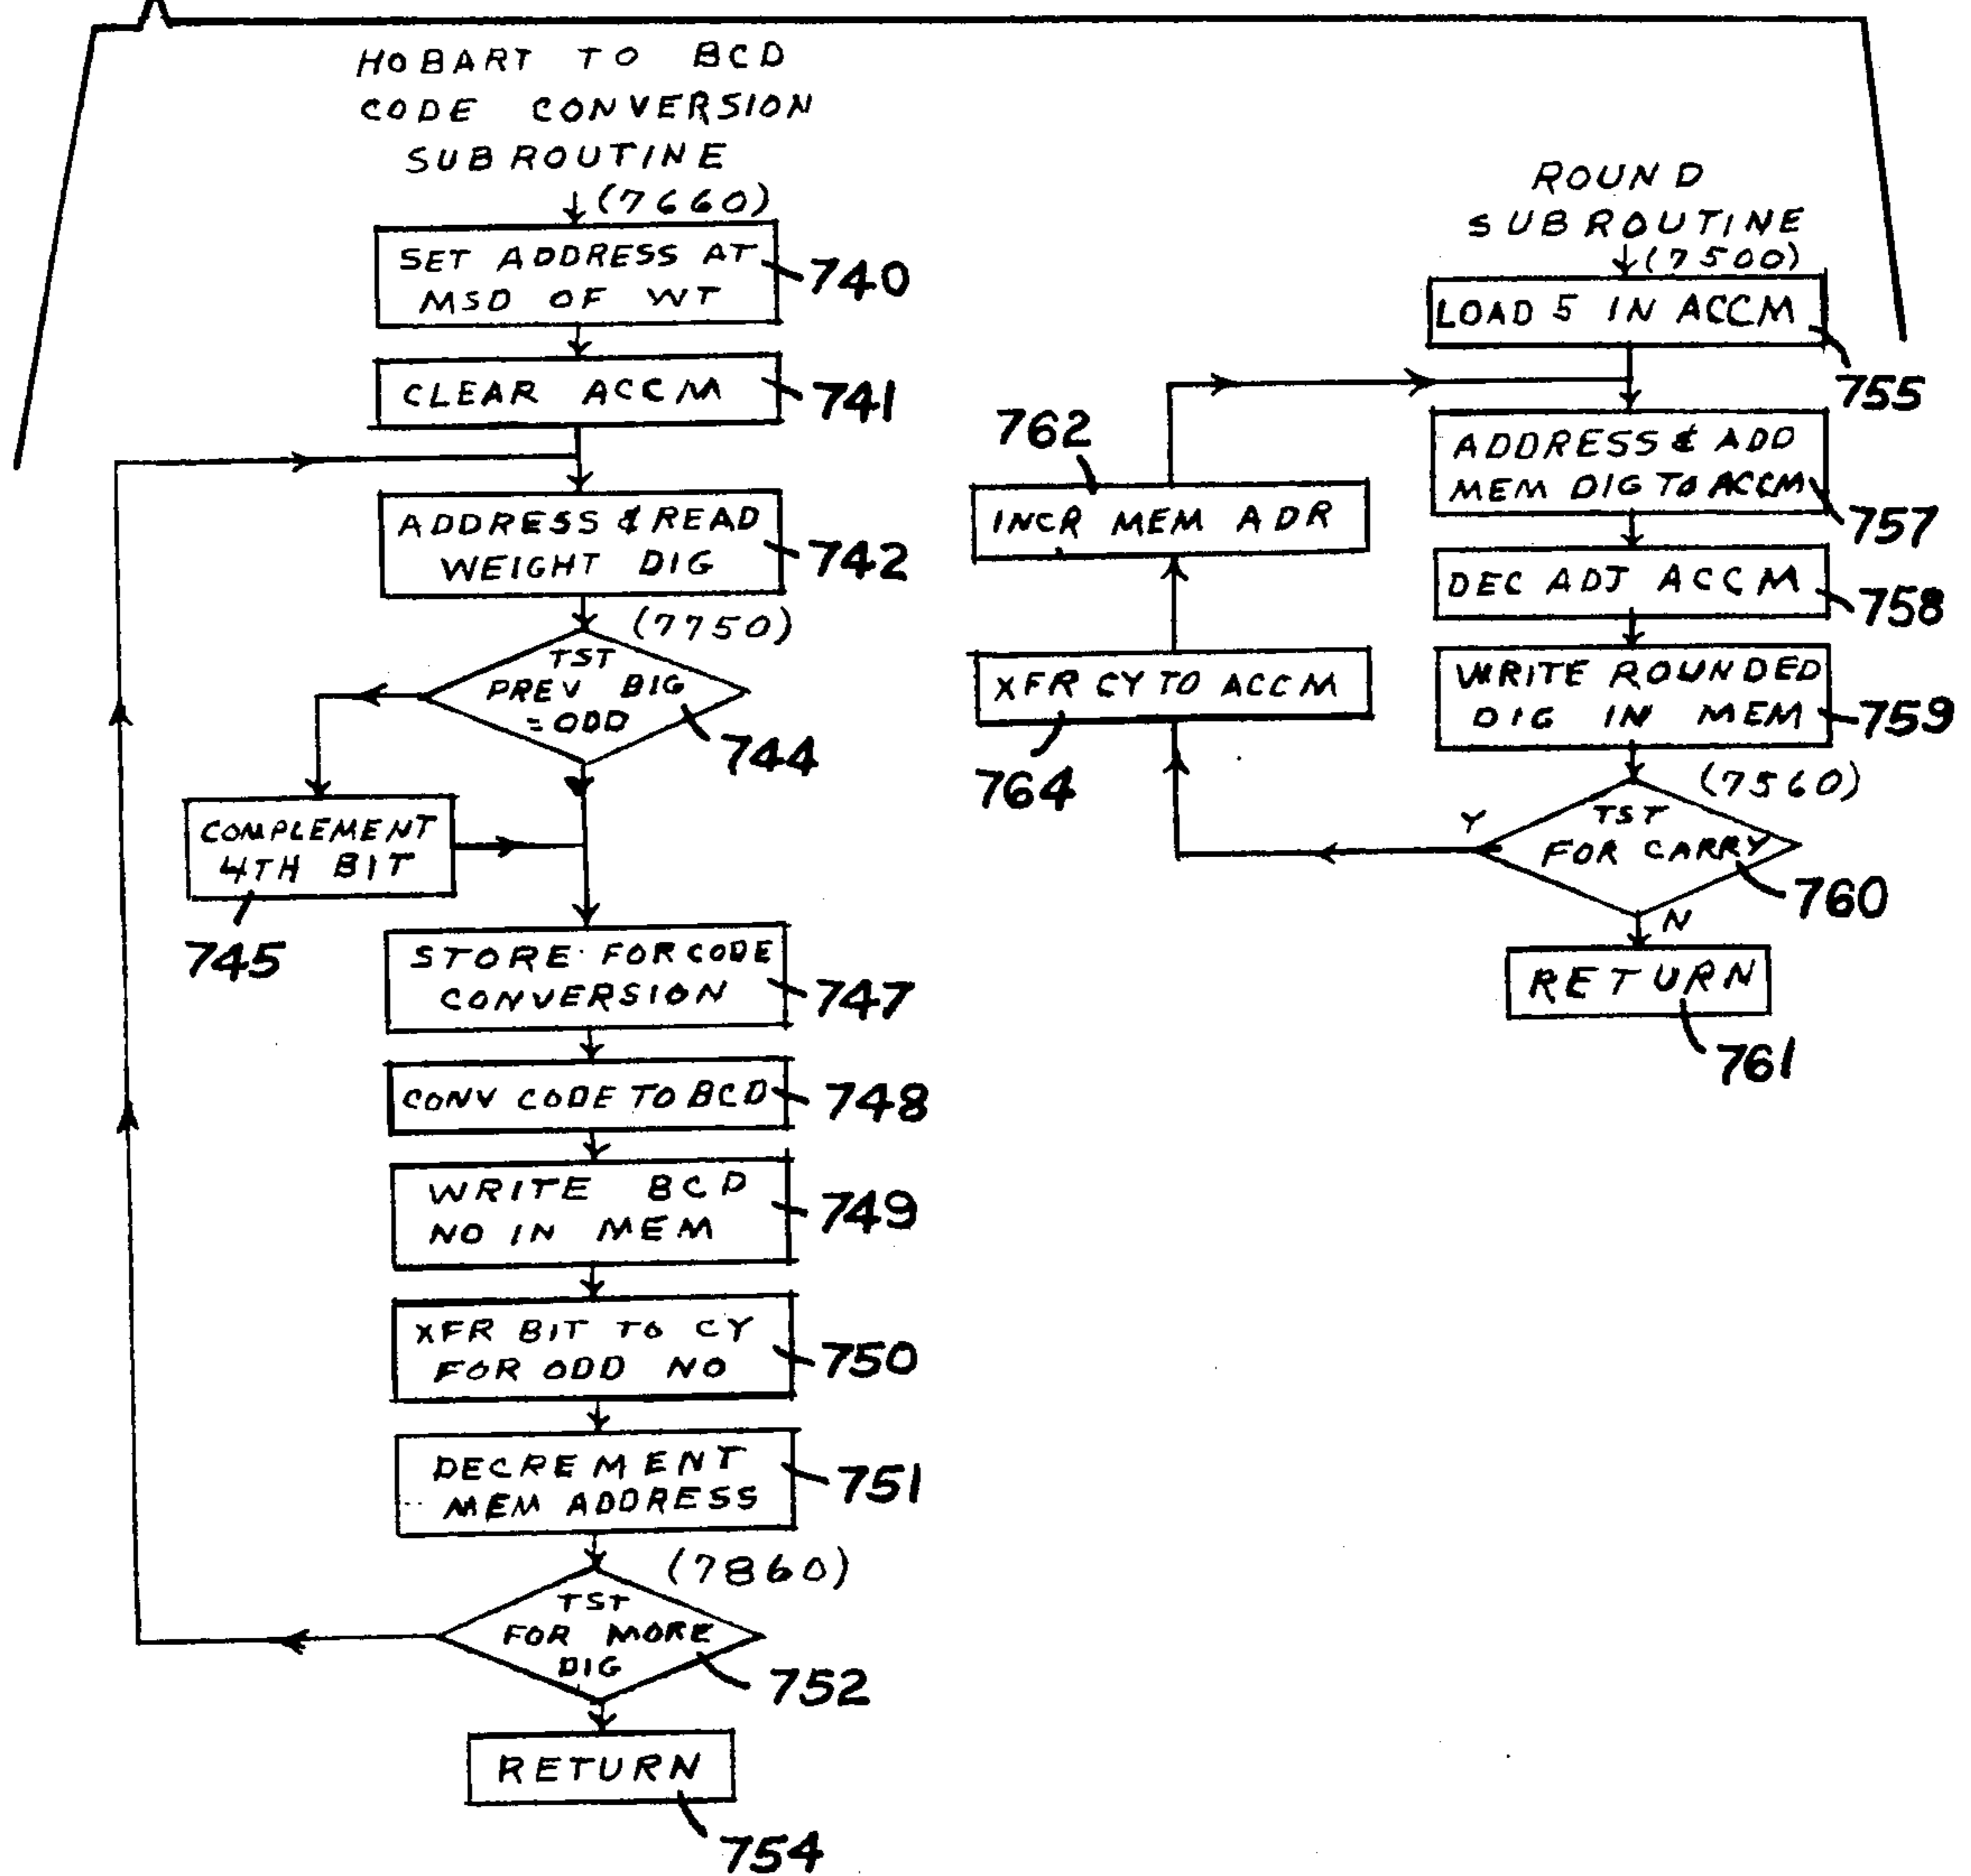 HOBART TO BCD
CODE CONVERSION
SUBROUTINE
(7660)
SET ADDRESS AT
MSD OF WT
740
CLEAR ACCM
741
ADDRESS & READ
WEIGHT DIG
742
(7750)
TST
PREV BIG
= ODD
744
COMPLEMENT
4TH BIT
745
STORE FOR CODE
CONVERSION
747
CONV CODE TO BCD
748
WRITE BCD
NO IN MEM
749
XFR BIT TO CY
FOR ODD NO
750
DECREMENT
MEM ADDRESS
751
(7860)
TST
FOR MORE
DIG
752
RETURN
754
ROUND
SUBROUTINE
(7500)
LOAD 5 IN ACCM
755
ADDRESS & ADD
MEM DIG TO ACCM
757
DEC ADJ ACCM
758
WRITE ROUNDED
DIG IN MEM
759
(7560)
TST
FOR CARRY
760
Y
N
RETURN
761
764
XFR CY TO ACCM
INCR MEM ADR
762